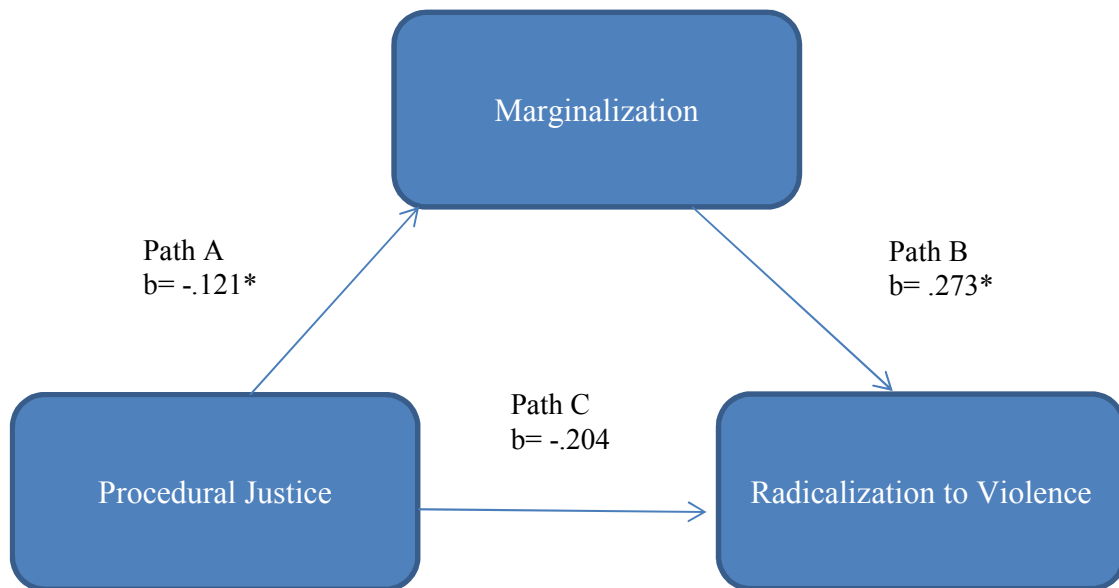 Marginalization
Path A
b= -.121*
Path B
b= .273*
Path C
b= -.204
Procedural Justice
Radicalization to Violence